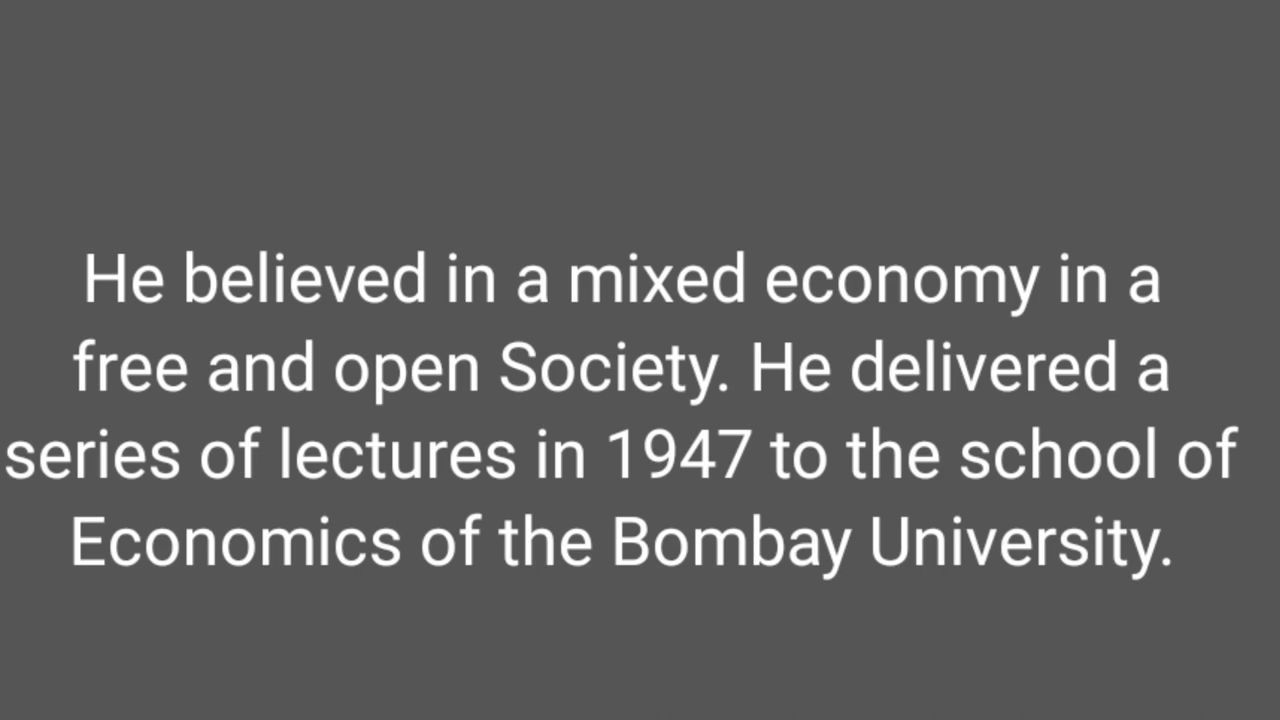 He believed in a mixed economy in a
free and open Society. He delivered a
series of lectures in 1947 to the school of
Economics of the Bombay University.